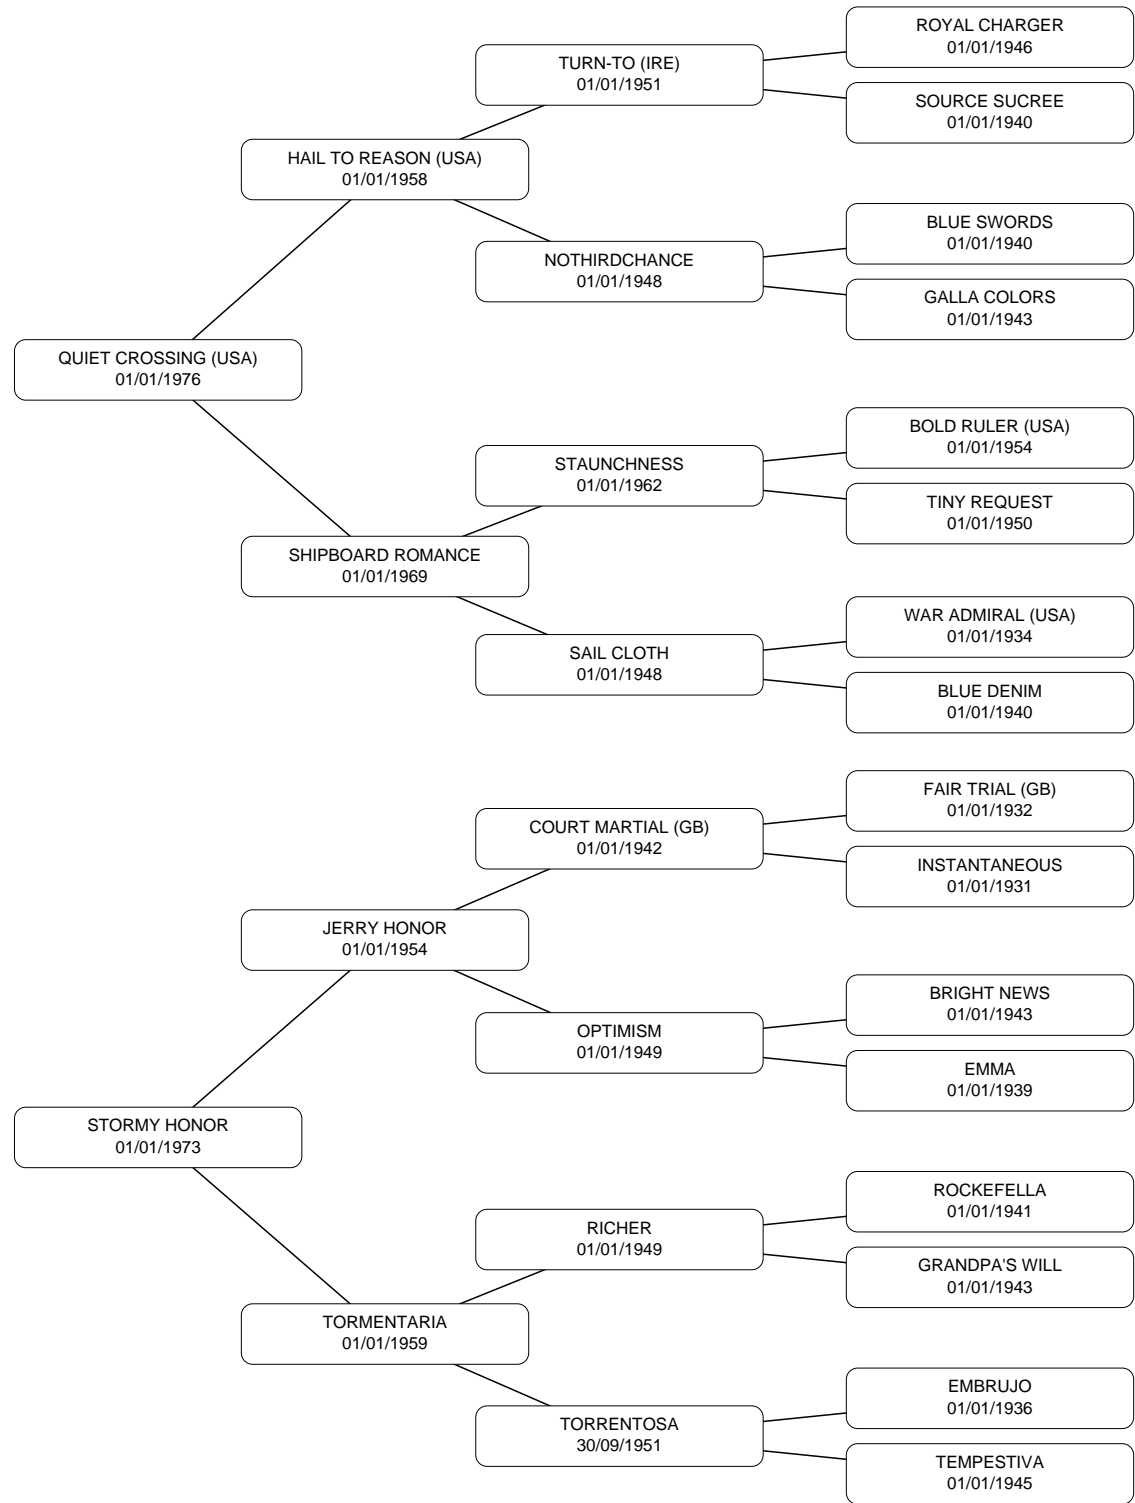 ROYAL CHARGER
01/01/1946
TURN-TO (IRE)
01/01/1951
SOURCE SUCREE
01/01/1940
HAIL TO REASON (USA)
01/01/1958
BLUE SWORDS
01/01/1940
NOTHIRDCHANCE
01/01/1948
GALLA COLORS
01/01/1943
QUIET CROSSING (USA)
01/01/1976
BOLD RULER (USA)
01/01/1954
STAUNCHNESS
01/01/1962
TINY REQUEST
01/01/1950
SHIPBOARD ROMANCE
01/01/1969
WAR ADMIRAL (USA)
01/01/1934
SAIL CLOTH
01/01/1948
BLUE DENIM
01/01/1940
FAIR TRIAL (GB)
01/01/1932
COURT MARTIAL (GB)
01/01/1942
INSTANTANEOUS
01/01/1931
JERRY HONOR
01/01/1954
BRIGHT NEWS
01/01/1943
OPTIMISM
01/01/1949
EMMA
01/01/1939
STORMY HONOR
01/01/1973
ROCKEFELLA
01/01/1941
RICHER
01/01/1949
GRANDPA'S WILL
01/01/1943
TORMENTARIA
01/01/1959
EMBRUJO
01/01/1936
TORRENTOSA
30/09/1951
TEMPESTIVA
01/01/1945